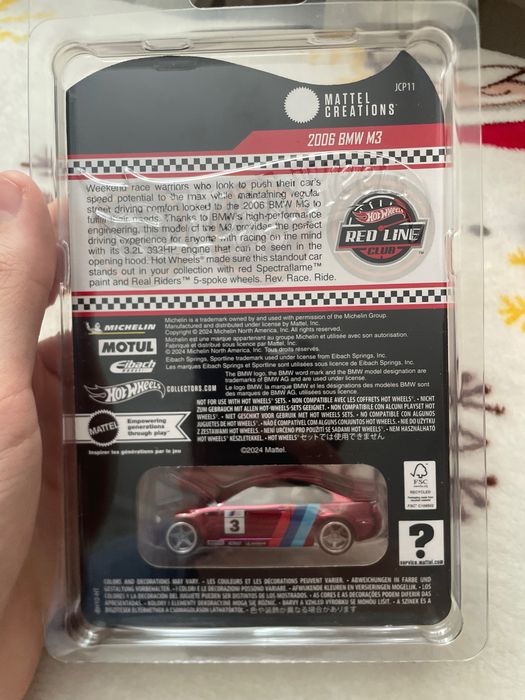 JCP11
MATTEL
CREATIONS
2006 BMW M3
Weekend race warriors who look to push their car's
speed potential to the max while maintaining regular
street driving comfort looked to the 2006 BMW M3 to
fulfill their needs. Thanks to BMW's high-performance
engineering, this model of the M3 provides the perfect
driving experience for anyone with racing on the mind
with its 3.2L 392HP engine that can be seen in the
opening hood. Hot Wheels® made sure this standout car
stands out in your collection with red Spectraflame™
paint and Real Riders™ 5-spoke wheels. Rev. Race. Ride.
Hot Wheels
RED LINE
CLUB™
MICHELIN
Michelin is a trademark owned by and used with permission of the Michelin Group.
Manufactured and distributed under license by Mattel, Inc.
Copyright © 2024 Michelin North America, Inc. All rights reserved.
MOTUL
Michelin est une marque appartenant au groupe Michelin et utilisée avec son autorisation.
Fabriqué et distribué sous licence par Mattel, Inc.
© 2024 Michelin North America, Inc. Tous droits réservés.
Eibach
Eibach Springs, Sportline trademark used under license from Eibach Springs, Inc.
Les marques Eibach Springs et Sportline sont utilisées sous licence de Eibach Springs, Inc.
The BMW logo, the BMW word mark and the BMW model designation are
trademarks of BMW AG and are used under license.
Le logo BMW, la marque BMW et les désignations des modèles BMW sont
des marques de BMW AG, utilisées sous licence.
Hot Wheels COLLECTORS.COM
NOT FOR USE WITH HOT WHEELS® SETS. • NON COMPATIBLE AVEC LES COFFRETS HOT WHEELS®. • NICHT
ZUM GEBRAUCH MIT ALLEN HOT-WHEELS-SETS GEEIGNET. • NON COMPATIBILE CON ALCUNI PLAYSET HOT
WHEELS®. • NIET GESCHIKT VOOR GEBRUIK MET HOT WHEELS SETS. • NO COMPATIBLE CON ALGUNOS
JUGUETES DE HOT WHEELS. • NÃO É COMPATÍVEL COM ALGUNS CONJUNTOS HOT WHEELS. • NIE DO UŻYTKU
Z ZESTAWAMI HOT WHEELS. • NENÍ URČENO PRO POUŽITÍ SE SADAMI HOT WHEELS®. • NEM HASZNÁLHATÓ
HOT WHEELS® KÉSZLETEKKEL. • HOT WHEELS®セットでは使用できません
MATTEL
Empowering
generations
through play™
Inspirer les générations par le jeu
©2024 Mattel.
3
FSC
RECYCLED
?
service.mattel.com
COLORS AND DECORATIONS MAY VARY. • LES COULEURS ET LES DÉCORATIONS PEUVENT VARIER. • ABWEICHUNGEN IN FARBE UND
GESTALTUNG VORBEHALTEN. • I COLORI E LE DECORAZIONI POSSONO VARIARE. • AFWIJKENDE KLEUREN EN VERSIERINGEN MOGELIJK. • LOS
COLORES Y LA DECORACIÓN DEL JUGUETE PUEDEN SER DISTINTOS DE LOS MOSTRADOS. • AS CORES E AS DECORAÇÕES PODEM DIFERIR DAS
APRESENTADAS. • KOLORY I ELEMENTY DEKORACYJNE MOGĄ SIĘ RÓŻNIĆ. • BARVY A VZHLED VÝROBKU SE MOHOU LIŠIT. • A SZÍNEK ÉS A
DÍSZÍTÉSEK ELTÉRHETNEK A CSOMAGOLÁSON LÁTHATÓKTÓL. • 色や装飾が異なる場合があります